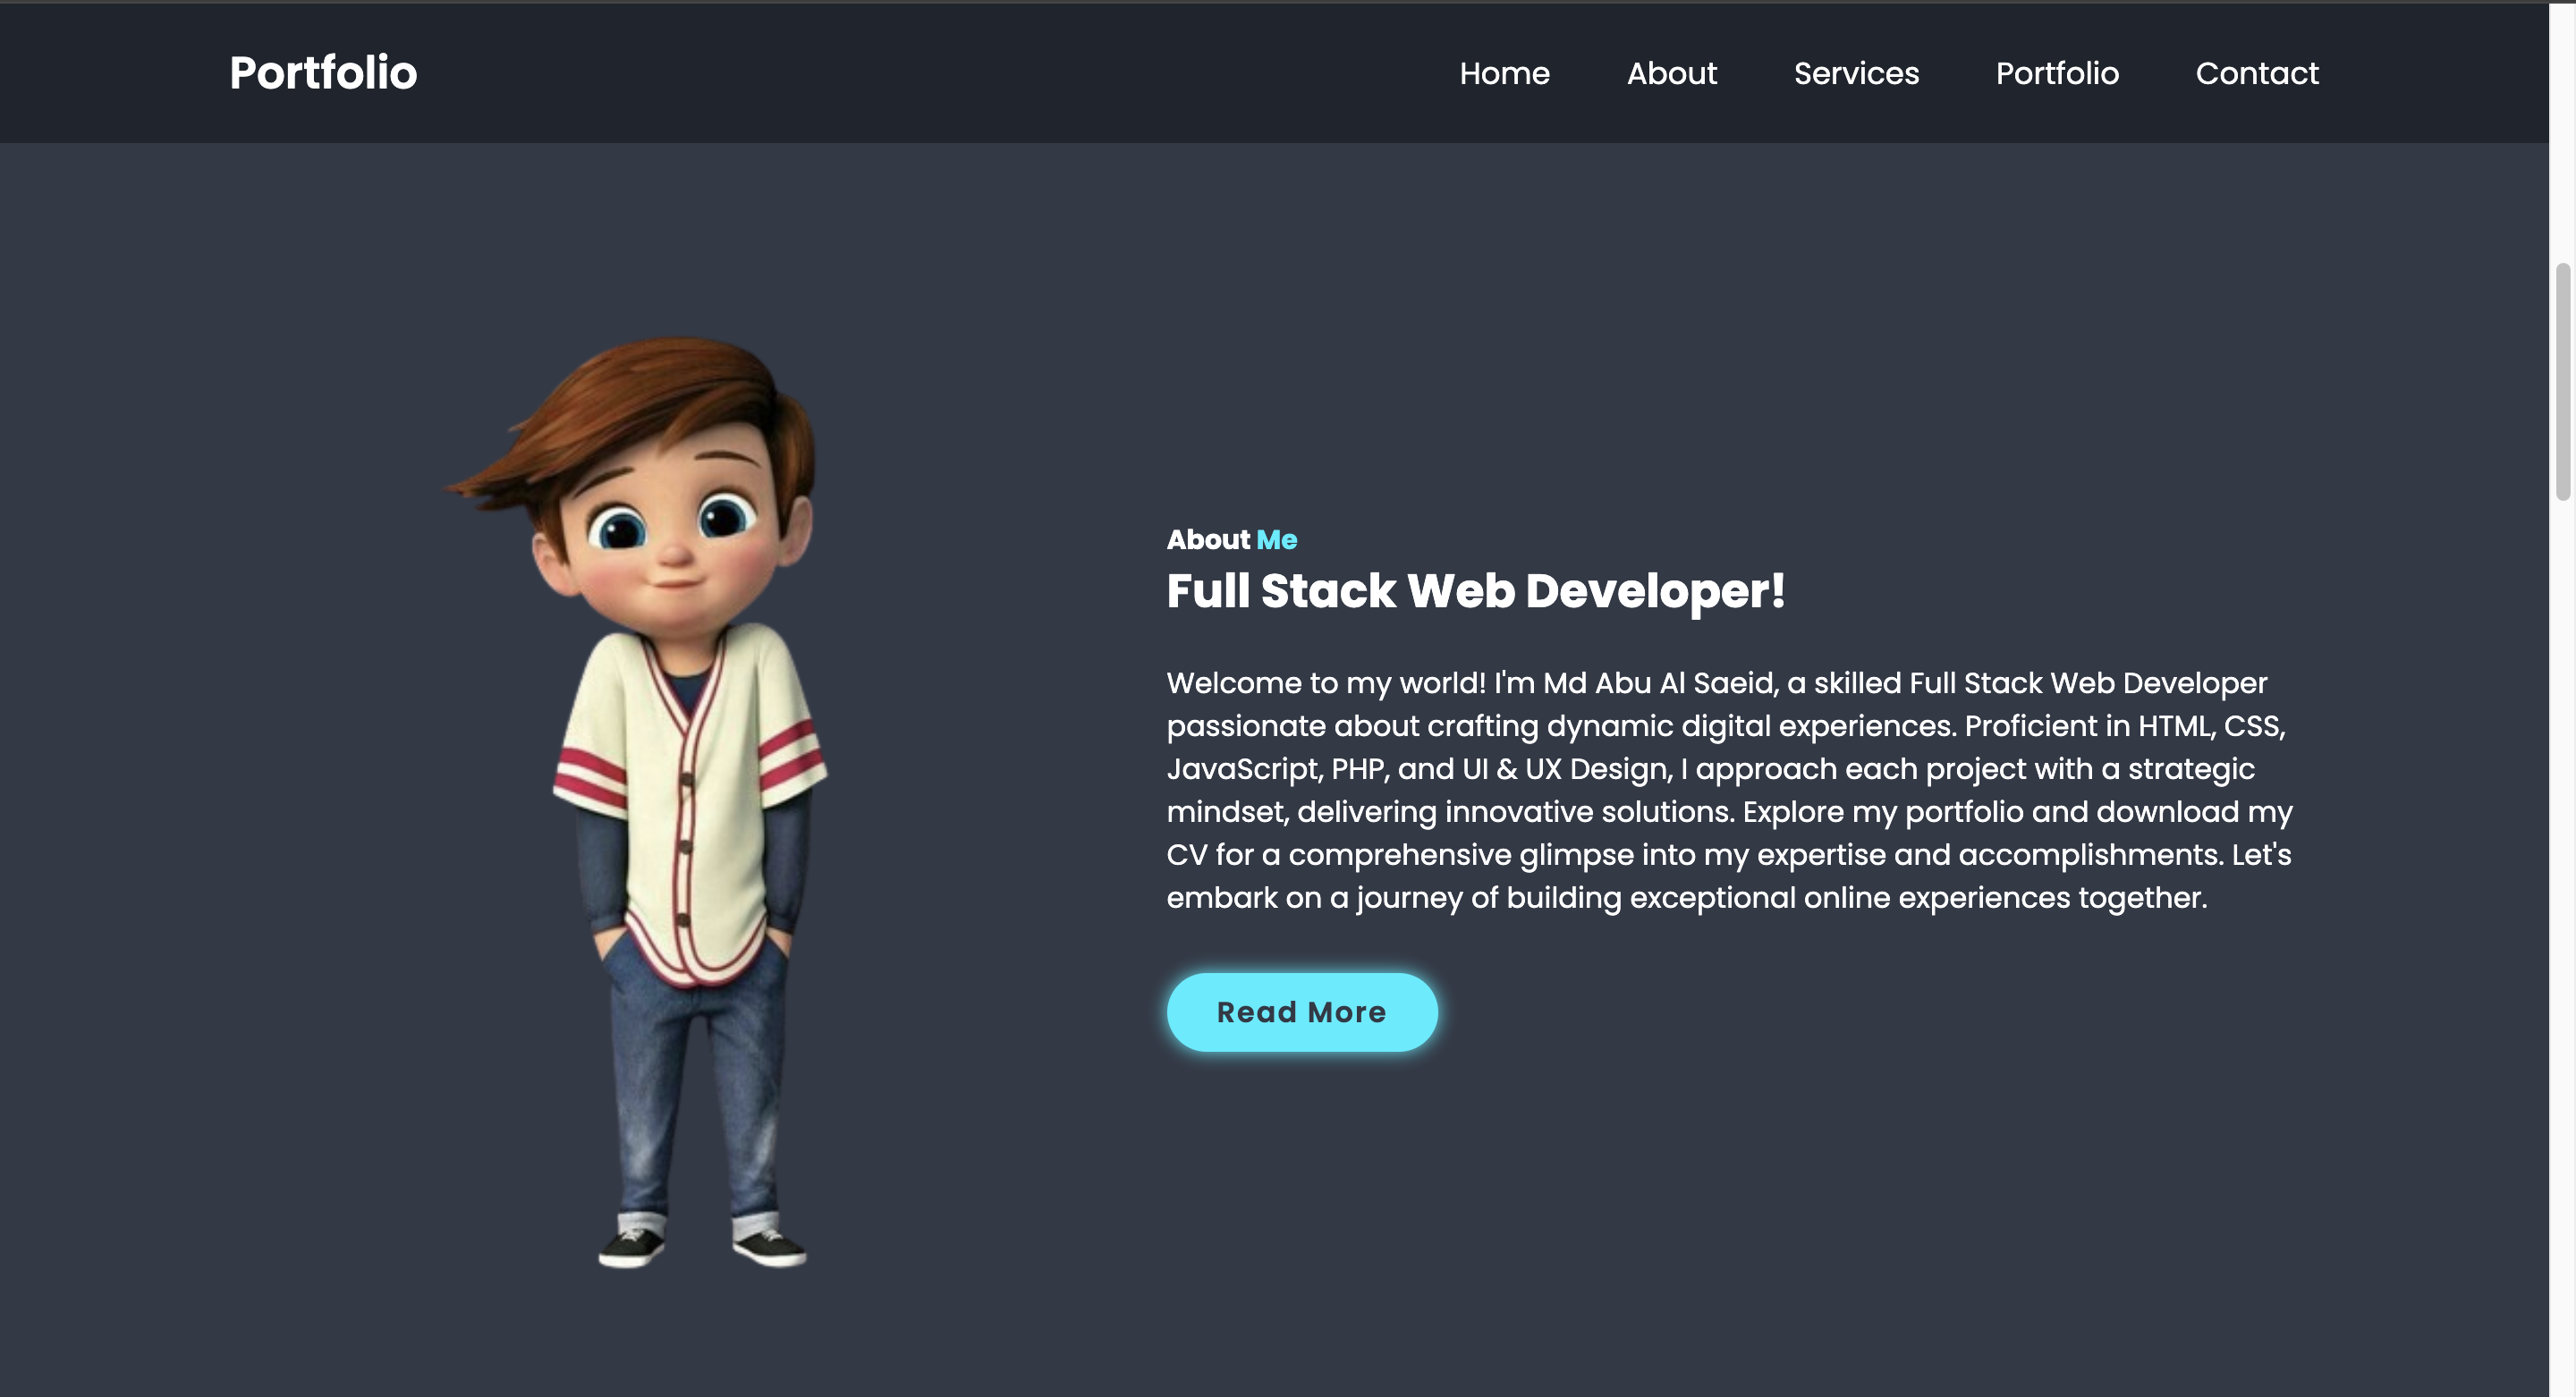 Portfolio
Home About Services Portfolio Contact
About Me
Full Stack Web Developer!
Welcome to my world! I'm Md Abu Al Saeid, a skilled Full Stack Web Developer
passionate about crafting dynamic digital experiences. Proficient in HTML, CSS,
JavaScript, PHP, and UI & UX Design, I approach each project with a strategic
mindset, delivering innovative solutions. Explore my portfolio and download my
CV for a comprehensive glimpse into my expertise and accomplishments. Let's
embark on a journey of building exceptional online experiences together.
Read More